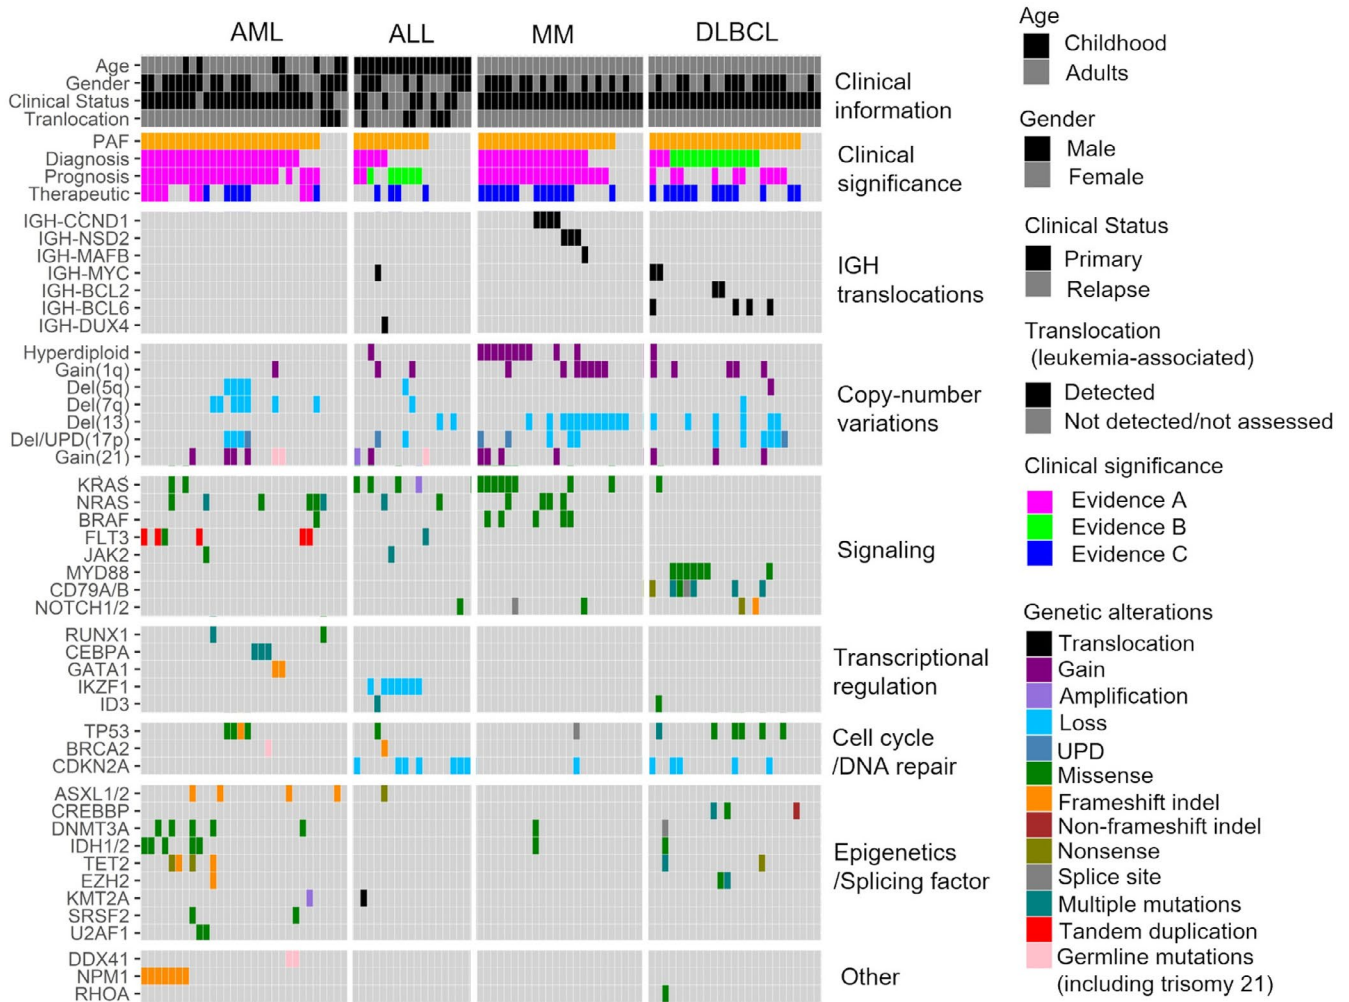 AML ALL MM DLBCL
Age
Gender
Clinical Status
Tranlocation
Clinical
information
PAF
Diagnosis
Prognosis
Therapeutic
Clinical
significance
IGH-CCND1
IGH-NSD2
IGH-MAFB
IGH-MYC
IGH-BCL2
IGH-BCL6
IGH-DUX4
IGH
translocations
Hyperdiploid
Gain(1q)
Del(5q)
Del(7q)
Del(13)
Del/UPD(17p)
Gain(21)
Copy-number
variations
KRAS
NRAS
BRAF
FLT3
JAK2
MYD88
CD79A/B
NOTCH1/2
Signaling
RUNX1
CEBPA
GATA1
IKZF1
ID3
Transcriptional
regulation
TP53
BRCA2
CDKN2A
Cell cycle
/DNA repair
ASXL1/2
CREBBP
DNMT3A
IDH1/2
TET2
EZH2
KMT2A
SRSF2
U2AF1
Epigenetics
/Splicing factor
DDX41
NPM1
RHOA
Other
Age
Childhood
Adults
Gender
Male
Female
Clinical Status
Primary
Relapse
Translocation
(leukemia-associated)
Detected
Not detected/not assessed
Clinical significance
Evidence A
Evidence B
Evidence C
Genetic alterations
Translocation
Gain
Amplification
Loss
UPD
Missense
Frameshift indel
Non-frameshift indel
Nonsense
Splice site
Multiple mutations
Tandem duplication
Germline mutations
(including trisomy 21)